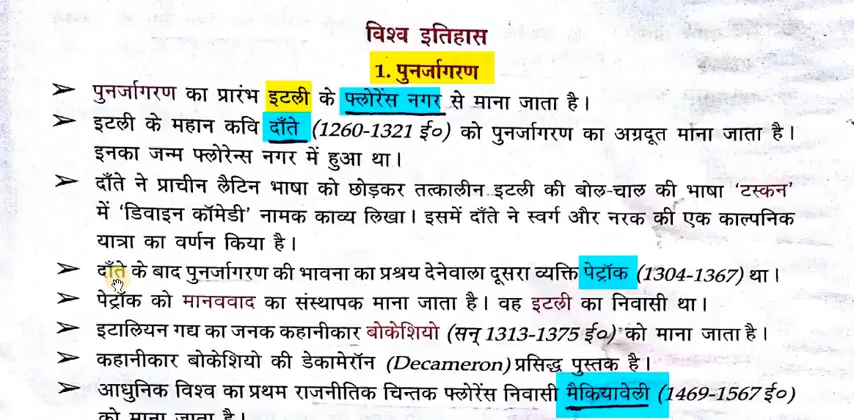 विश्व इतिहास
1. पुनर्जागरण
➢ पुनर्जागरण का प्रारंभ इटली के फ्लोरेंस नगर से माना जाता है।
➢ इटली के महान कवि दाँते (1260-1321 ई०) को पुनर्जागरण का अग्रदूत माना जाता है।
इनका जन्म फ्लोरेन्स नगर में हुआ था।
➢ दाँते ने प्राचीन लैटिन भाषा को छोड़कर तत्कालीन इटली की बोल-चाल की भाषा 'टस्कन'
में 'डिवाइन कॉमेडी' नामक काव्य लिखा। इसमें दाँते ने स्वर्ग और नरक की एक काल्पनिक
यात्रा का वर्णन किया है।
➢ दाँते के बाद पुनर्जागरण की भावना का प्रश्रय देनेवाला दूसरा व्यक्ति पेट्रॉक (1304-1367) था।
➢ पेट्रॉक को मानववाद का संस्थापक माना जाता है। वह इटली का निवासी था।
➢ इटालियन गद्य का जनक कहानीकार बोकेशियो (सन् 1313-1375 ई०) को माना जाता है।
➢ कहानीकार बोकेशियो की डेकामेरॉन (Decameron) प्रसिद्ध पुस्तक है।
➢ आधुनिक विश्व का प्रथम राजनीतिक चिन्तक फ्लोरेंस निवासी मैकियावेली (1469-1567 ई०)
को माना जाता है।